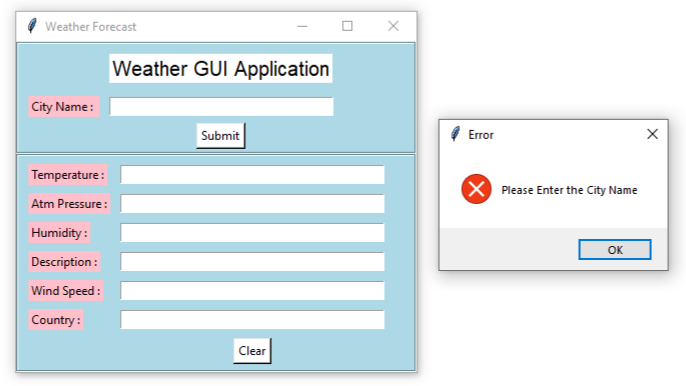 Weather Forecast
Weather GUI Application
City Name :
Submit
Temperature :
Atm Pressure :
Humidity :
Description :
Wind Speed :
Country :
Clear
Error
Please Enter the City Name
OK